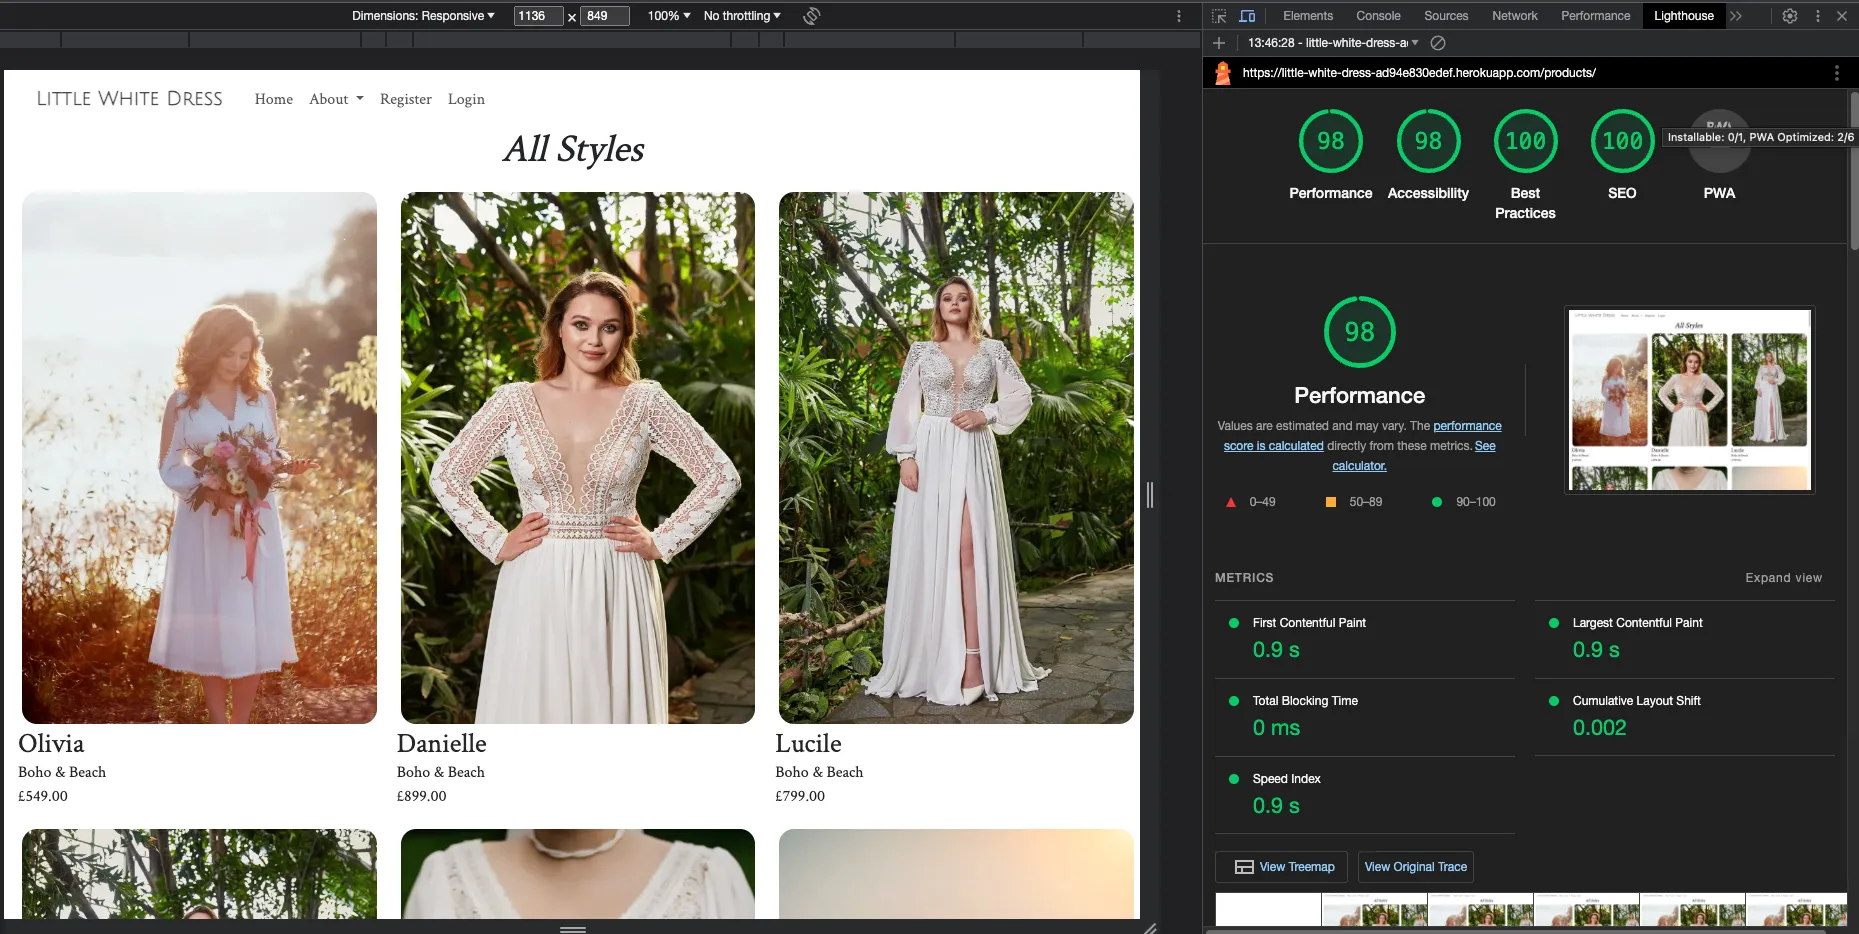 Dimensions: Responsive ▾ 1136 × 849 100% ▾ No throttling ▾
Elements Console Sources Network Performance Lighthouse
13:46:28 - little-white-dress-a
https://little-white-dress-ad94e830edef.herokuapp.com/products/
LITTLE WHITE DRESS Home About Register Login
All Styles
Olivia
Boho & Beach
£549.00
Danielle
Boho & Beach
£899.00
Lucile
Boho & Beach
£799.00
98 98 100 100
Installable: 0/1, PWA Optimized: 2/6
Performance Accessibility Best Practices SEO PWA
98
Performance
Values are estimated and may vary. The performance
score is calculated directly from these metrics. See
calculator.
0–49 50–89 90–100
All Styles
METRICS Expand view
First Contentful Paint
0.9 s
Largest Contentful Paint
0.9 s
Total Blocking Time
0 ms
Cumulative Layout Shift
0.002
Speed Index
0.9 s
View Treemap View Original Trace